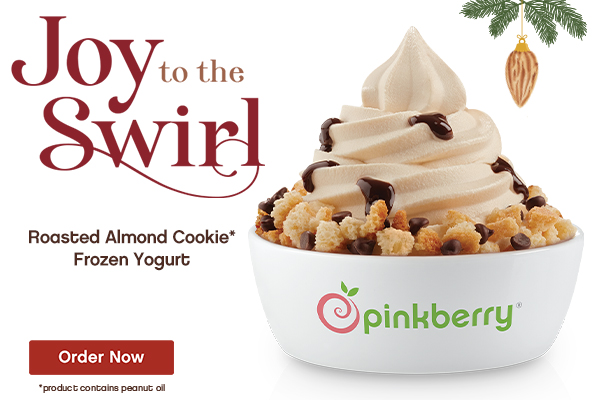 Joy to the
Swirl
Roasted Almond Cookie*
Frozen Yogurt
pinkberry®
Order Now
*product contains peanut oil